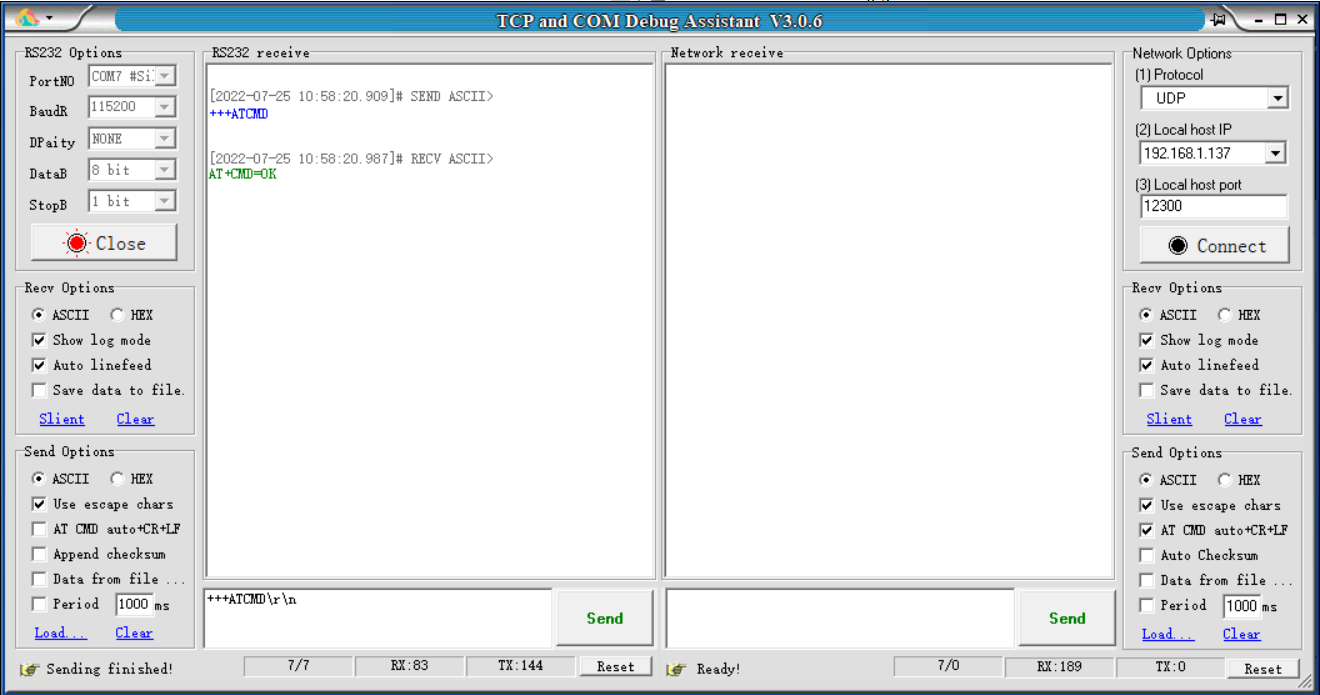 TCP and COM Debug Assistant V3.0.6
RS232 Options
PortNO COM7 #Si
BaudR 115200
DPaity NONE
DataB 8 bit
StopB 1 bit
Close
Recv Options
ASCII HEX
Show log mode
Auto linefeed
Save data to file.
Slient Clear
Send Options
ASCII HEX
Use escape chars
AT CMD auto+CR+LF
Append checksum
Data from file ...
Period 1000 ms
Load... Clear
RS232 receive
[2022-07-25 10:58:20.909]# SEND ASCII>
+++ATCMD
[2022-07-25 10:58:20.987]# RECV ASCII>
AT+CMD=OK
+++ATCMD\r\n
Send
Network receive
Send
Network Options
(1) Protocol
UDP
(2) Local host IP
192.168.1.137
(3) Local host port
12300
Connect
Recv Options
ASCII HEX
Show log mode
Auto linefeed
Save data to file.
Slient Clear
Send Options
ASCII HEX
Use escape chars
AT CMD auto+CR+LF
Auto Checksum
Data from file ...
Period 1000 ms
Load... Clear
Sending finished! 7/7 RX:83 TX:144 Reset
Ready! 7/0 RX:189 TX:0 Reset